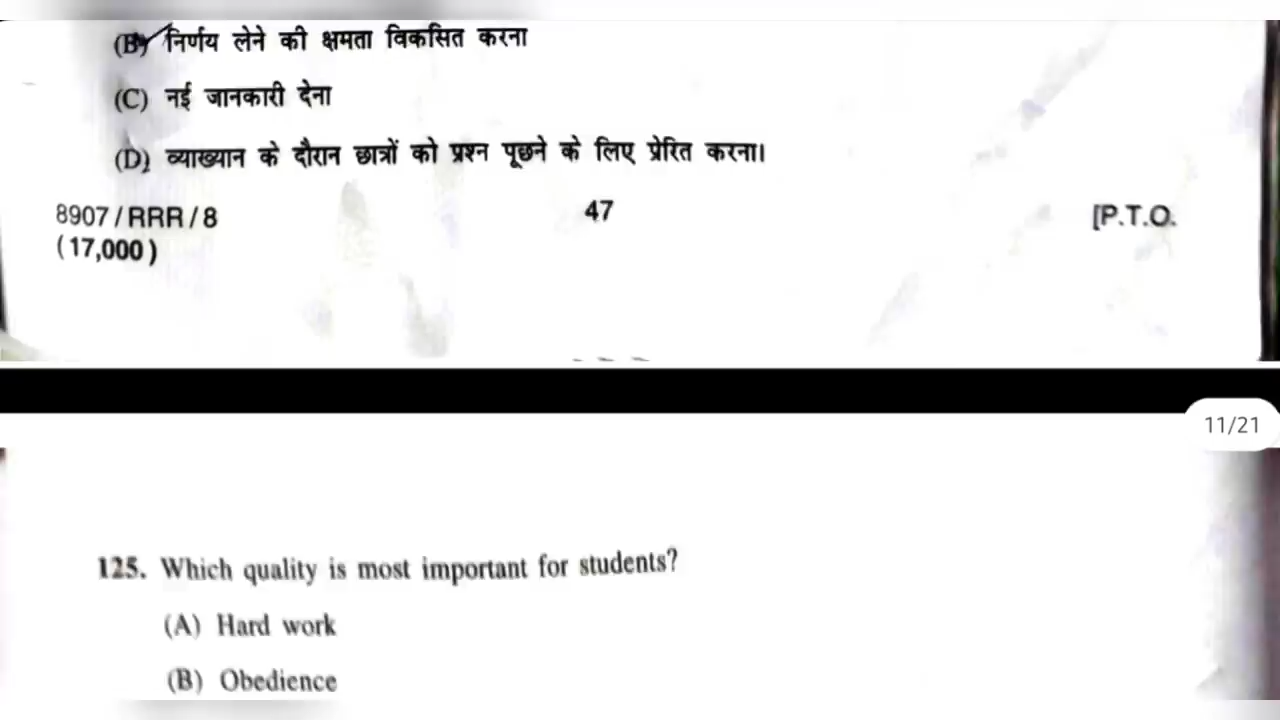 (B) निर्णय लेने की क्षमता विकसित करना
(C) नई जानकारी देना
(D) व्याख्यान के दौरान छात्रों को प्रश्न पूछने के लिए प्रेरित करना।
8907/RRR/8 47 [P.T.O.
(17,000)
11/21
125. Which quality is most important for students?
(A) Hard work
(B) Obedience